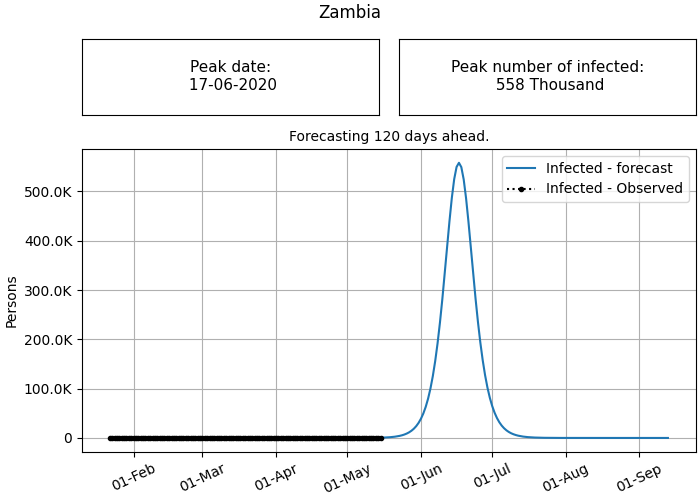 Zambia
Peak date:
17-06-2020
Peak number of infected:
558 Thousand
Forecasting 120 days ahead.
Infected - forecast
Infected - Observed
Persons
500.0K
400.0K
300.0K
200.0K
100.0K
0
01-Feb
01-Mar
01-Apr
01-May
01-Jun
01-Jul
01-Aug
01-Sep